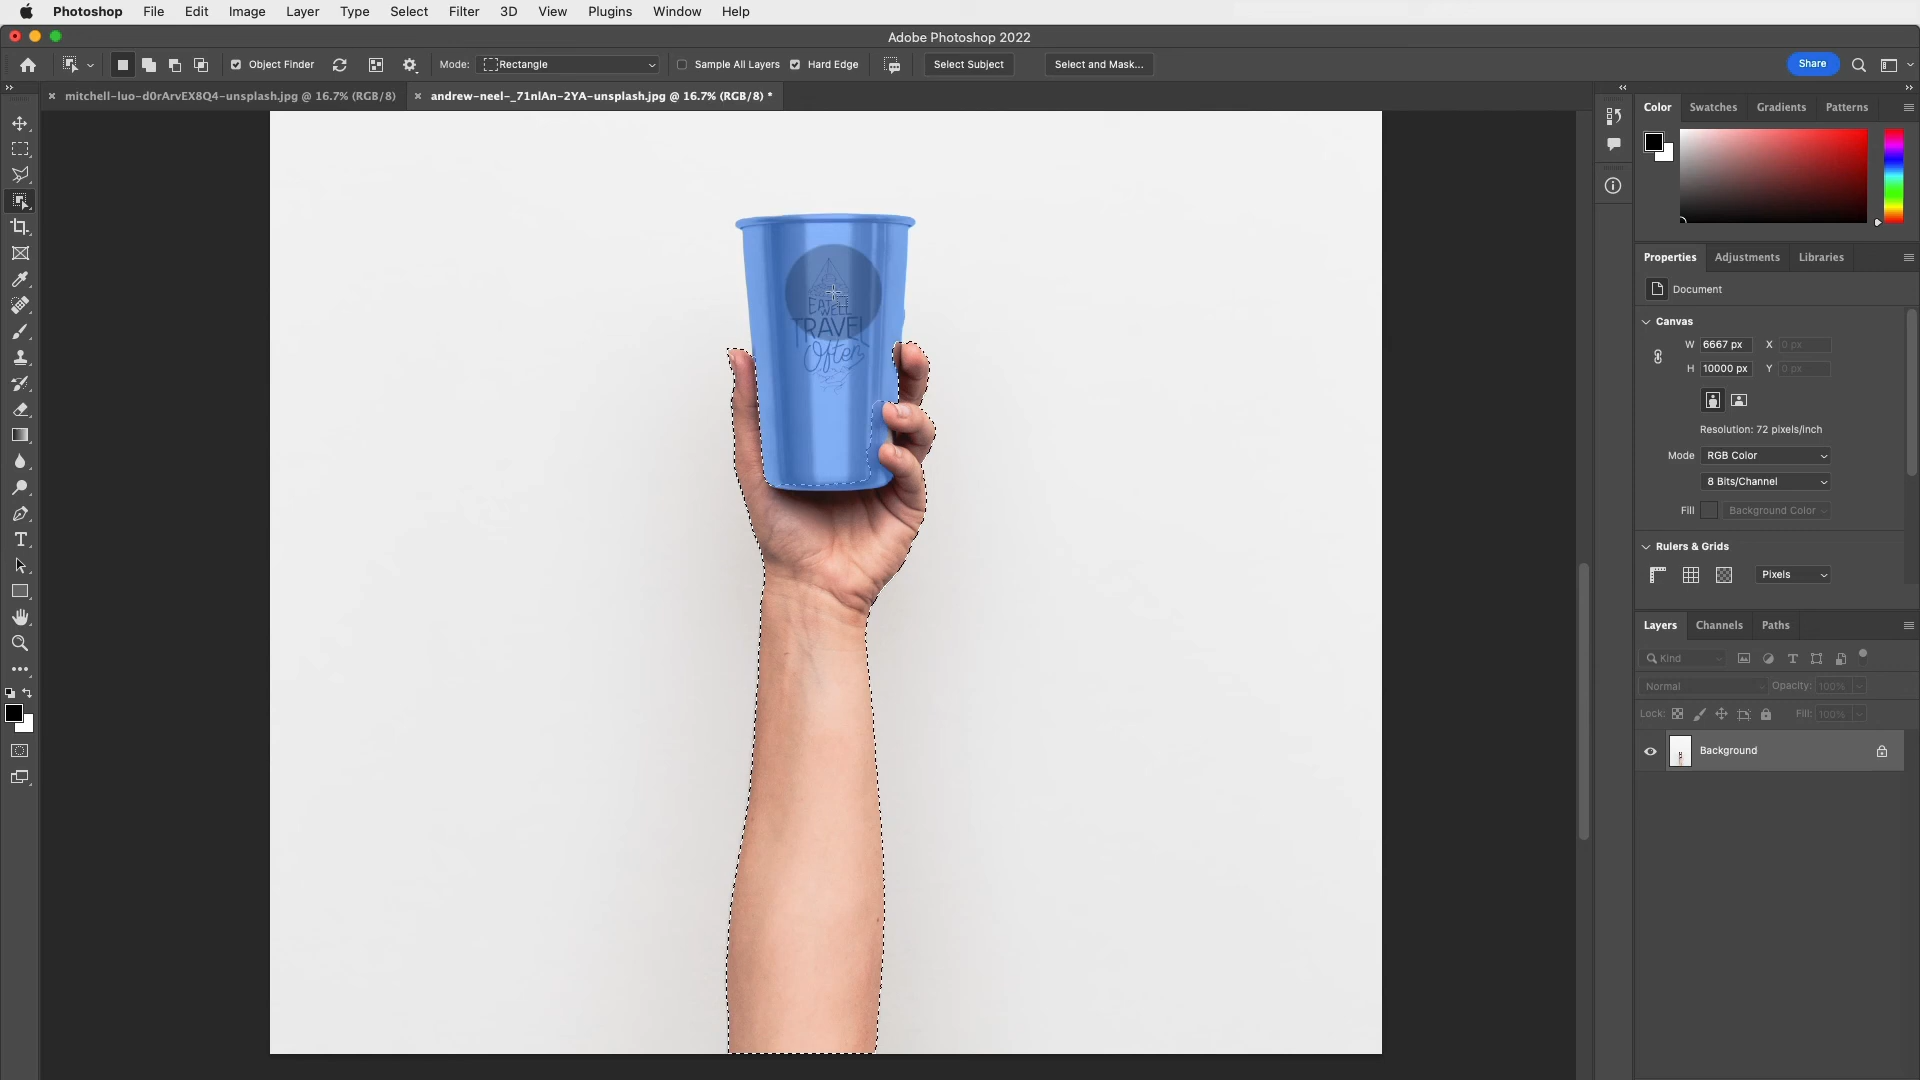 Photoshop File Edit Image Layer Type Select Filter 3D View Plugins Window Help
Adobe Photoshop 2022
Object Finder Mode: Rectangle Sample All Layers Hard Edge Select Subject Select and Mask... Share
mitchell-luo-d0rArvEX8Q4-unsplash.jpg @ 16.7% (RGB/8) andrew-neel-_71nlAn-2YA-unsplash.jpg @ 16.7% (RGB/8) *
Color Swatches Gradients Patterns
Properties Adjustments Libraries
Document
Canvas
W 6667 px X 0 px
H 10000 px Y 0 px
Resolution: 72 pixels/inch
Mode RGB Color
8 Bits/Channel
Fill Background Color
Rulers & Grids
Pixels
Layers Channels Paths
Kind
Normal Opacity: 100%
Lock: Fill: 100%
Background
EAT
WELL
TRAVEL
Often